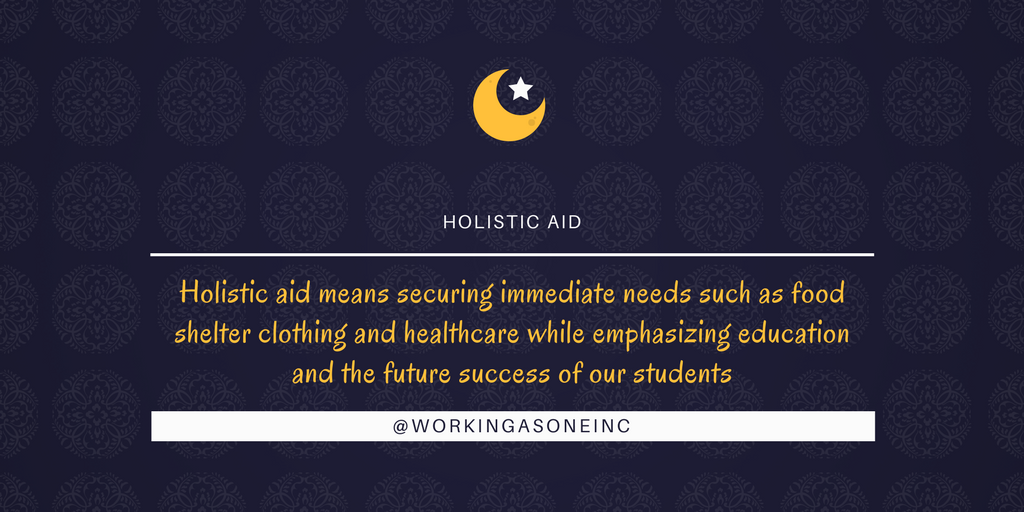 HOLISTIC AID
Holistic aid means securing immediate needs such as food
shelter clothing and healthcare while emphasizing education
and the future success of our students
@WORKINGASONEINC